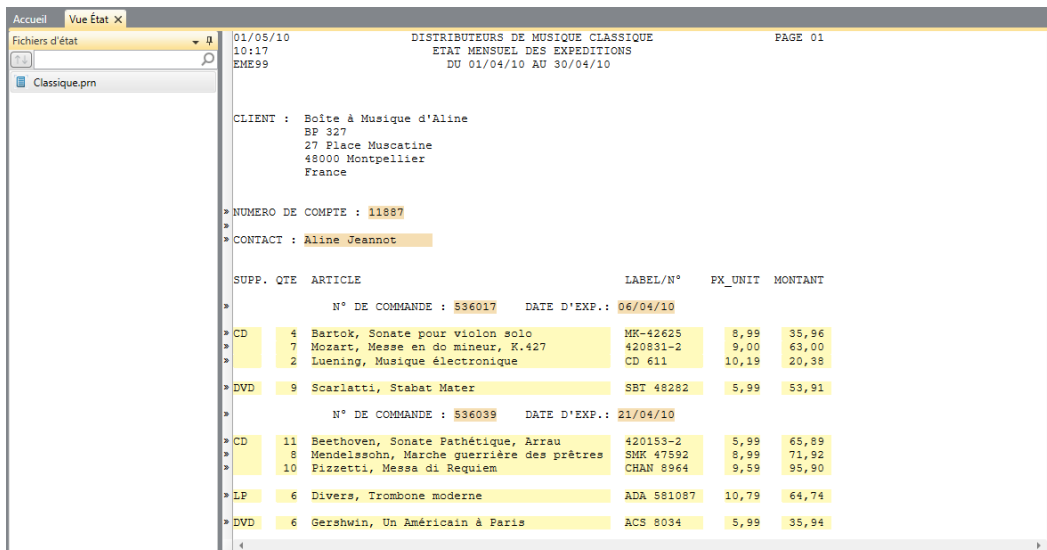 Accueil Vue État ×
Fichiers d'état
Classique.prn
01/05/10 DISTRIBUTEURS DE MUSIQUE CLASSIQUE PAGE 01
10:17 ETAT MENSUEL DES EXPEDITIONS
EME99 DU 01/04/10 AU 30/04/10
CLIENT : Boîte à Musique d'Aline
BP 327
27 Place Muscatine
48000 Montpellier
France
» NUMERO DE COMPTE : 11887
»
» CONTACT : Aline Jeannot
SUPP. QTE ARTICLE LABEL/N° PX_UNIT MONTANT
» N° DE COMMANDE : 536017 DATE D'EXP.: 06/04/10
» CD 4 Bartok, Sonate pour violon solo MK-42625 8,99 35,96
» 7 Mozart, Messe en do mineur, K.427 420831-2 9,00 63,00
» 2 Luening, Musique électronique CD 611 10,19 20,38
» DVD 9 Scarlatti, Stabat Mater SBT 48282 5,99 53,91
» N° DE COMMANDE : 536039 DATE D'EXP.: 21/04/10
» CD 11 Beethoven, Sonate Pathétique, Arrau 420153-2 5,99 65,89
» 8 Mendelssohn, Marche guerrière des prêtres SMK 47592 8,99 71,92
» 10 Pizzetti, Messa di Requiem CHAN 8964 9,59 95,90
» LP 6 Divers, Trombone moderne ADA 581087 10,79 64,74
» DVD 6 Gershwin, Un Américain à Paris ACS 8034 5,99 35,94